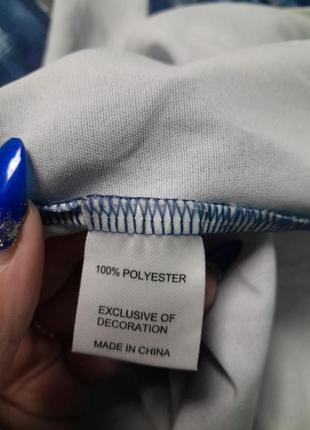 100% POLYESTER
EXCLUSIVE OF
DECORATION
MADE IN CHINA